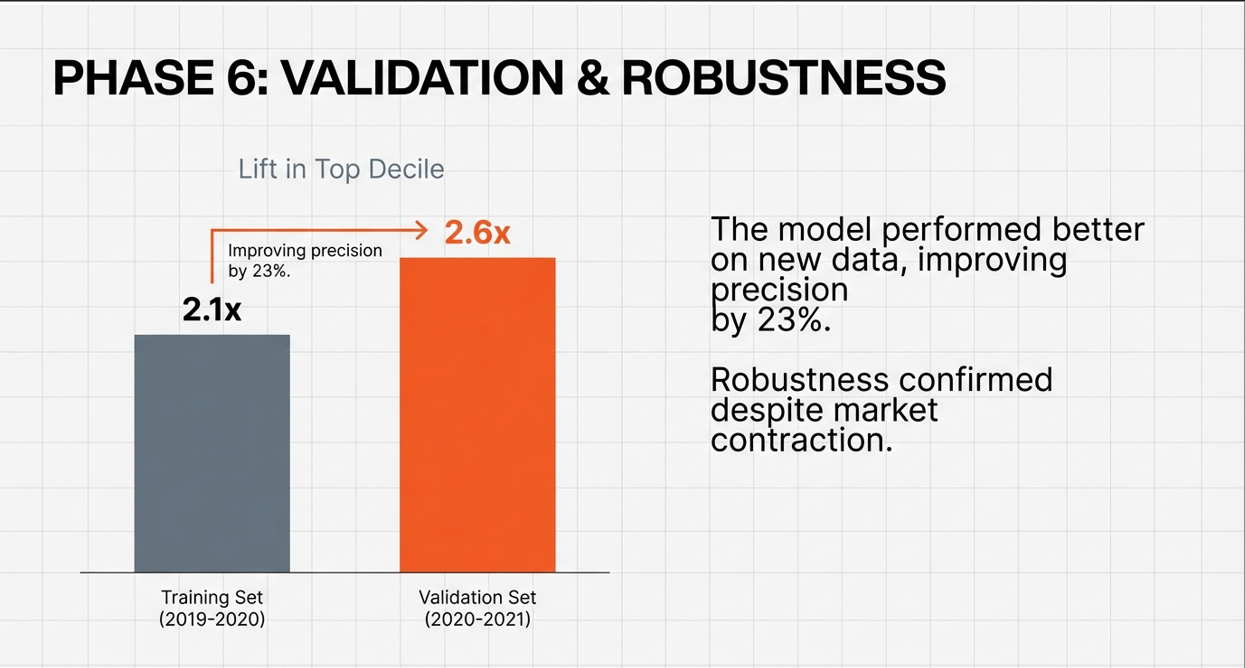 PHASE 6: VALIDATION & ROBUSTNESS
Lift in Top Decile
2.6x
Improving precision
by 23%.
2.1x
Training Set
(2019-2020)
Validation Set
(2020-2021)
The model performed better
on new data, improving
precision
by 23%.
Robustness confirmed
despite market
contraction.